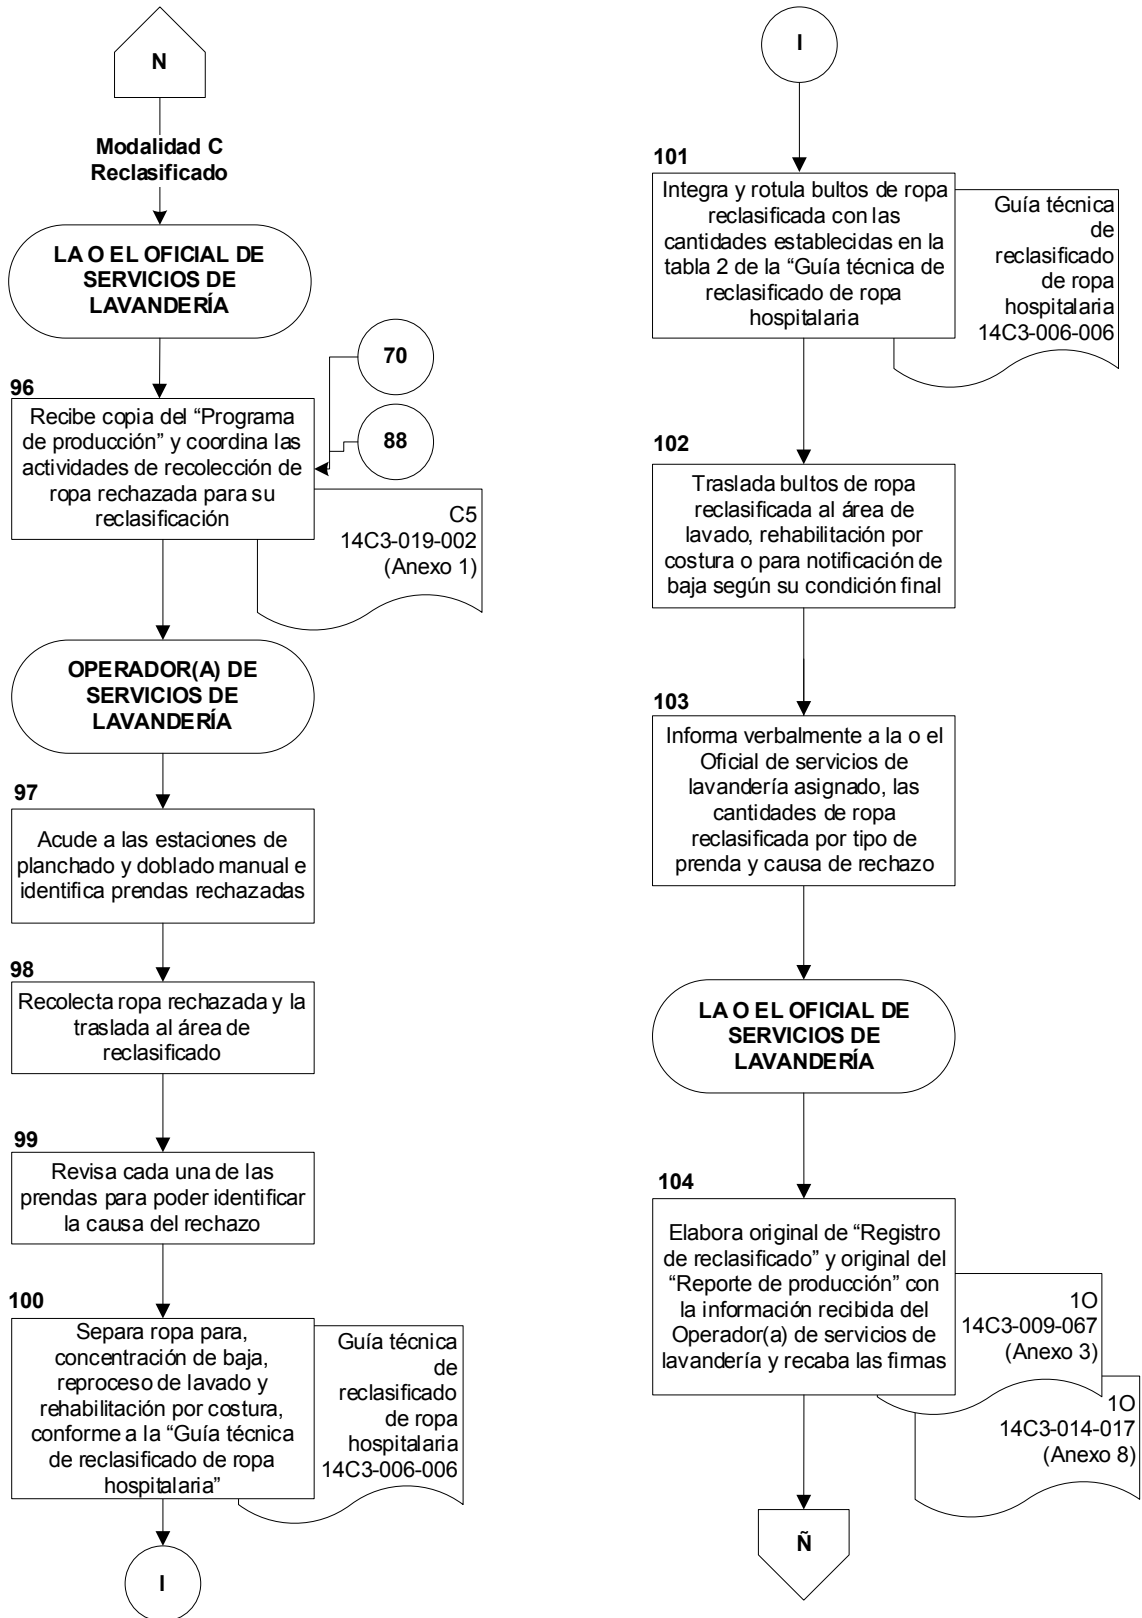 N
Modalidad C
Reclasificado
LA O EL OFICIAL DE
SERVICIOS DE
LAVANDERÍA
70
88
96
Recibe copia del “Programa
de producción” y coordina las
actividades de recolección de
ropa rechazada para su
reclasificación
C5
14C3-019-002
(Anexo 1)
OPERADOR(A) DE
SERVICIOS DE
LAVANDERÍA
97
Acude a las estaciones de
planchado y doblado manual e
identifica prendas rechazadas
98
Recolecta ropa rechazada y la
traslada al área de
reclasificado
99
Revisa cada una de las
prendas para poder identificar
la causa del rechazo
100
Separa ropa para,
concentración de baja,
reproceso de lavado y
rehabilitación por costura,
conforme a la “Guía técnica
de reclasificado de ropa
hospitalaria”
Guía técnica
de
reclasificado
de ropa
hospitalaria
14C3-006-006
I
I
101
Integra y rotula bultos de ropa
reclasificada con las
cantidades establecidas en la
tabla 2 de la “Guía técnica de
reclasificado de ropa
hospitalaria
Guía técnica
de
reclasificado
de ropa
hospitalaria
14C3-006-006
102
Traslada bultos de ropa
reclasificada al área de
lavado, rehabilitación por
costura o para notificación de
baja según su condición final
103
Informa verbalmente a la o el
Oficial de servicios de
lavandería asignado, las
cantidades de ropa
reclasificada por tipo de
prenda y causa de rechazo
LA O EL OFICIAL DE
SERVICIOS DE
LAVANDERÍA
104
Elabora original de “Registro
de reclasificado” y original del
“Reporte de producción” con
la información recibida del
Operador(a) de servicios de
lavandería y recaba las firmas
1O
14C3-009-067
(Anexo 3)
1O
14C3-014-017
(Anexo 8)
Ñ